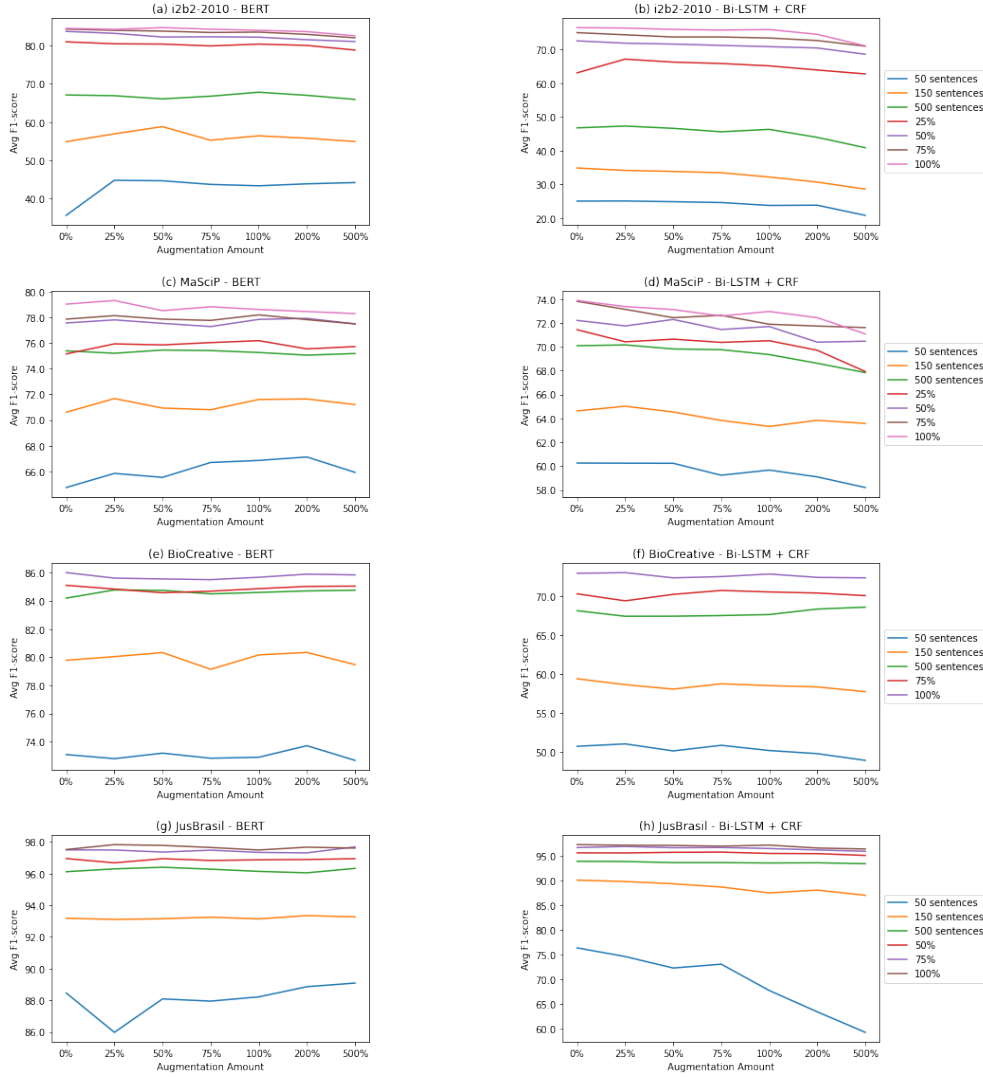 (a) i2b2-2010 - BERT
Avg F1-score
80.0
70.0
60.0
50.0
40.0
0% 25% 50% 75% 100% 200% 500%
Augmentation Amount
(b) i2b2-2010 - Bi-LSTM + CRF
Avg F1-score
70.0
60.0
50.0
40.0
30.0
20.0
0% 25% 50% 75% 100% 200% 500%
Augmentation Amount
50 sentences
150 sentences
500 sentences
25%
50%
75%
100%
(c) MaSciP - BERT
Avg F1-score
80.0
78.0
76.0
74.0
72.0
70.0
68.0
66.0
0% 25% 50% 75% 100% 200% 500%
Augmentation Amount
(d) MaSciP - Bi-LSTM + CRF
Avg F1-score
74.0
72.0
70.0
68.0
66.0
64.0
62.0
60.0
58.0
0% 25% 50% 75% 100% 200% 500%
Augmentation Amount
50 sentences
150 sentences
500 sentences
25%
50%
75%
100%
(e) BioCreative - BERT
Avg F1-score
86.0
84.0
82.0
80.0
78.0
76.0
74.0
0% 25% 50% 75% 100% 200% 500%
Augmentation Amount
(f) BioCreative - Bi-LSTM + CRF
Avg F1-score
70.0
65.0
60.0
55.0
50.0
0% 25% 50% 75% 100% 200% 500%
Augmentation Amount
50 sentences
150 sentences
500 sentences
75%
100%
(g) JusBrasil - BERT
Avg F1-score
98.0
96.0
94.0
92.0
90.0
88.0
86.0
0% 25% 50% 75% 100% 200% 500%
Augmentation Amount
(h) JusBrasil - Bi-LSTM + CRF
Avg F1-score
95.0
90.0
85.0
80.0
75.0
70.0
65.0
60.0
0% 25% 50% 75% 100% 200% 500%
Augmentation Amount
50 sentences
150 sentences
500 sentences
50%
75%
100%